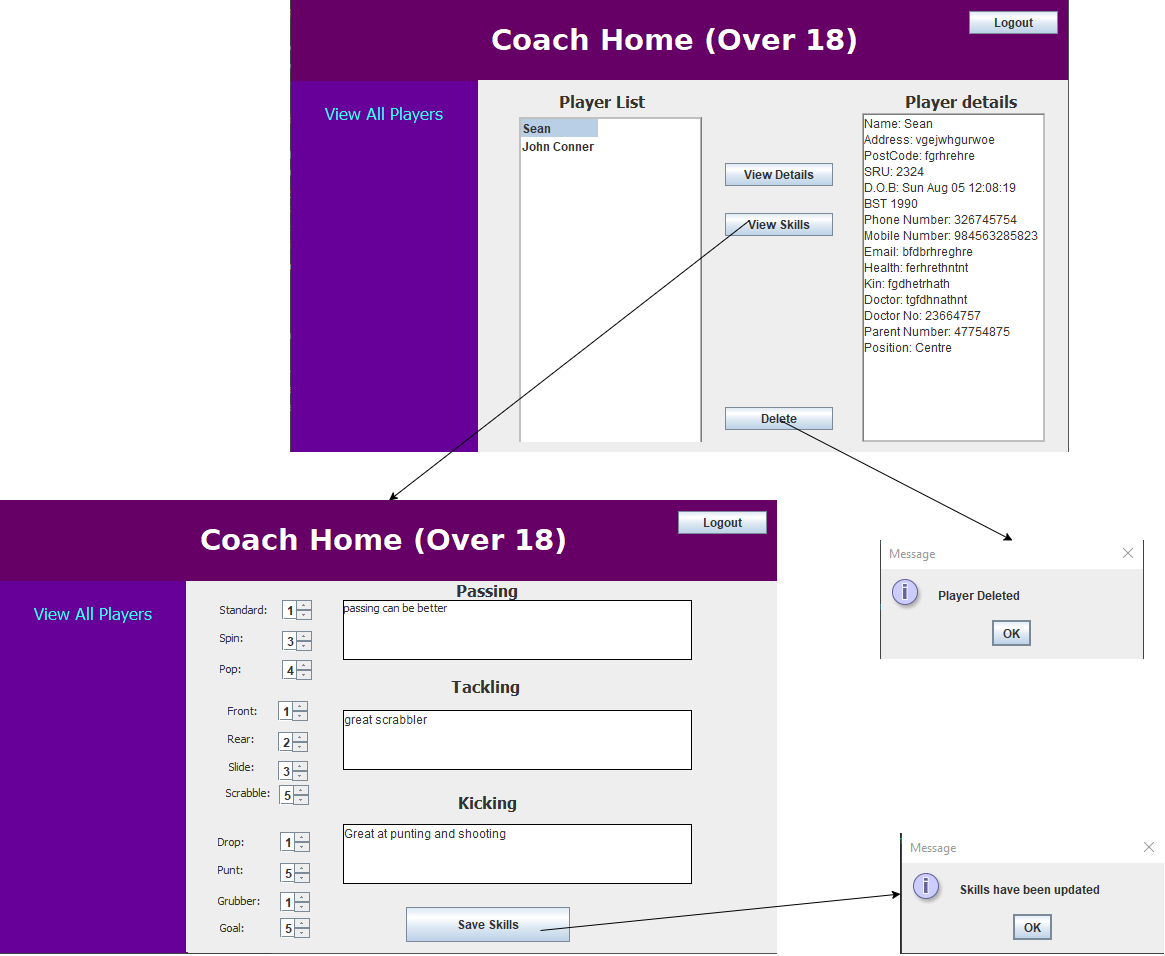 Coach Home (Over 18)
Logout
View All Players
Player List
Sean
John Conner
View Details
View Skills
Delete
Player details
Name: Sean
Address: vgejwhgurwoe
PostCode: fgrhrehre
SRU: 2324
D.O.B: Sun Aug 05 12:08:19
BST 1990
Phone Number: 326745754
Mobile Number: 984563285823
Email: bfdbrhreghre
Health: ferhrethntnt
Kin: fgdhetrhath
Doctor: tgfdhnathnt
Doctor No: 23664757
Parent Number: 47754875
Position: Centre
Coach Home (Over 18)
Logout
View All Players
Passing
Standard: 1
Spin: 3
Pop: 4
passing can be better
Tackling
Front: 1
Rear: 2
Slide: 3
Scrabble: 5
great scrabbler
Kicking
Drop: 1
Punt: 5
Grubber: 1
Goal: 5
Great at punting and shooting
Save Skills
Message
Player Deleted
OK
Message
Skills have been updated
OK